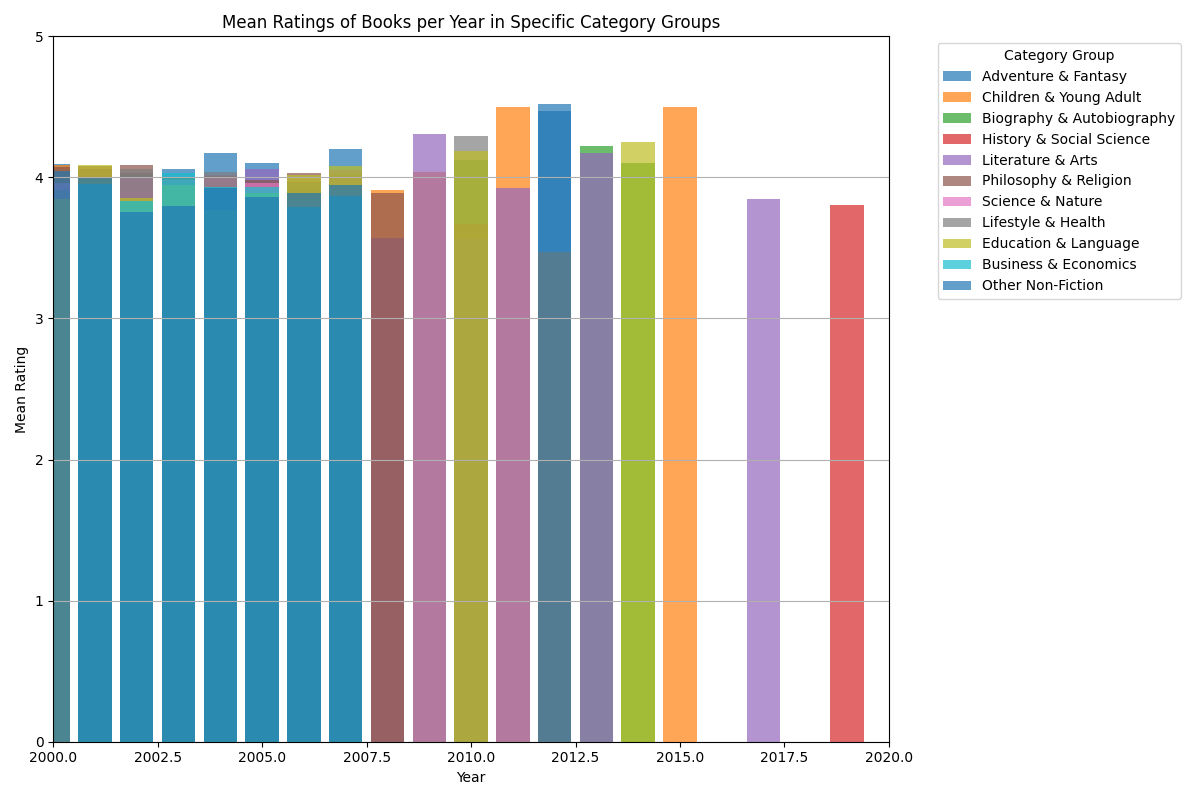 Mean Ratings of Books per Year in Specific Category Groups
5
4
3
2
1
0
Mean Rating
2000.0 2002.5 2005.0 2007.5 2010.0 2012.5 2015.0 2017.5 2020.0
Year
Category Group
Adventure & Fantasy
Children & Young Adult
Biography & Autobiography
History & Social Science
Literature & Arts
Philosophy & Religion
Science & Nature
Lifestyle & Health
Education & Language
Business & Economics
Other Non-Fiction